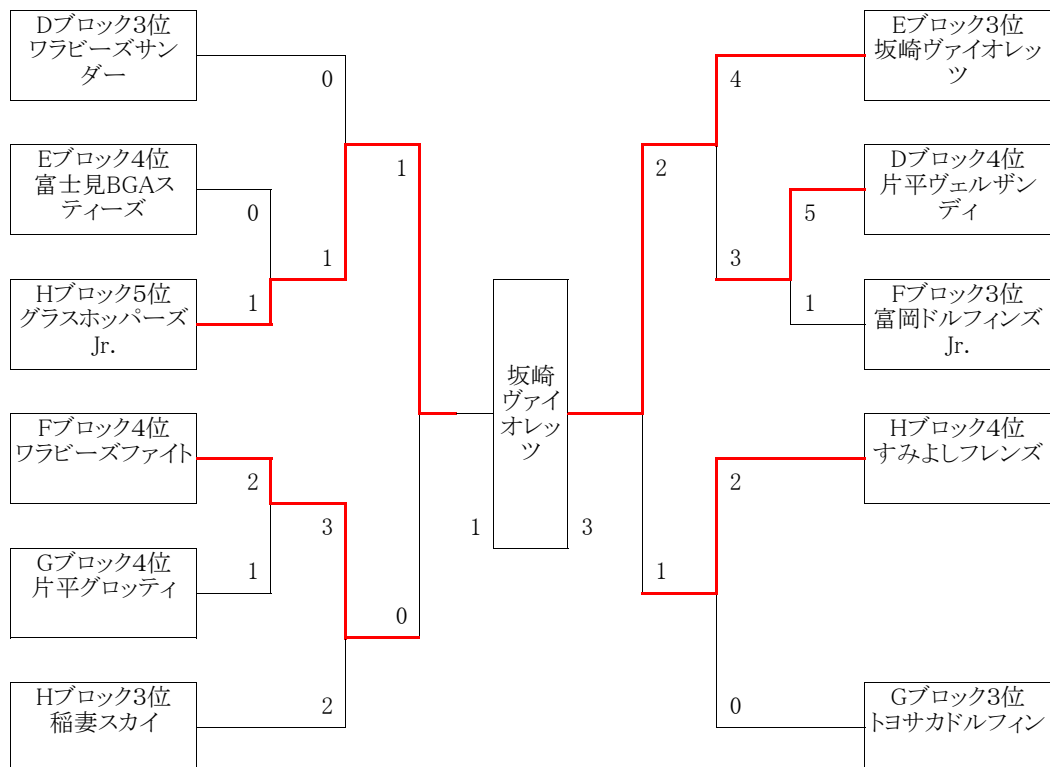 Dブロック3位
ワラビーズサン
ダー
0
Eブロック4位
富士見BGAス
ティーズ
0
Hブロック5位
グラスホッパーズ
Jr.
1
1
1
Fブロック4位
ワラビーズファイト
2
Gブロック4位
片平グロッティ
1
3
Hブロック3位
稲妻スカイ
2
0
坂崎
ヴァイ
オレッ
ツ
1
3
Eブロック3位
坂崎ヴァイオレッ
ツ
4
2
Dブロック4位
片平ヴェルザン
ディ
5
3
Fブロック3位
富岡ドルフィンズ
Jr.
1
Hブロック4位
すみよしフレンズ
2
1
Gブロック3位
トヨサカドルフィン
0